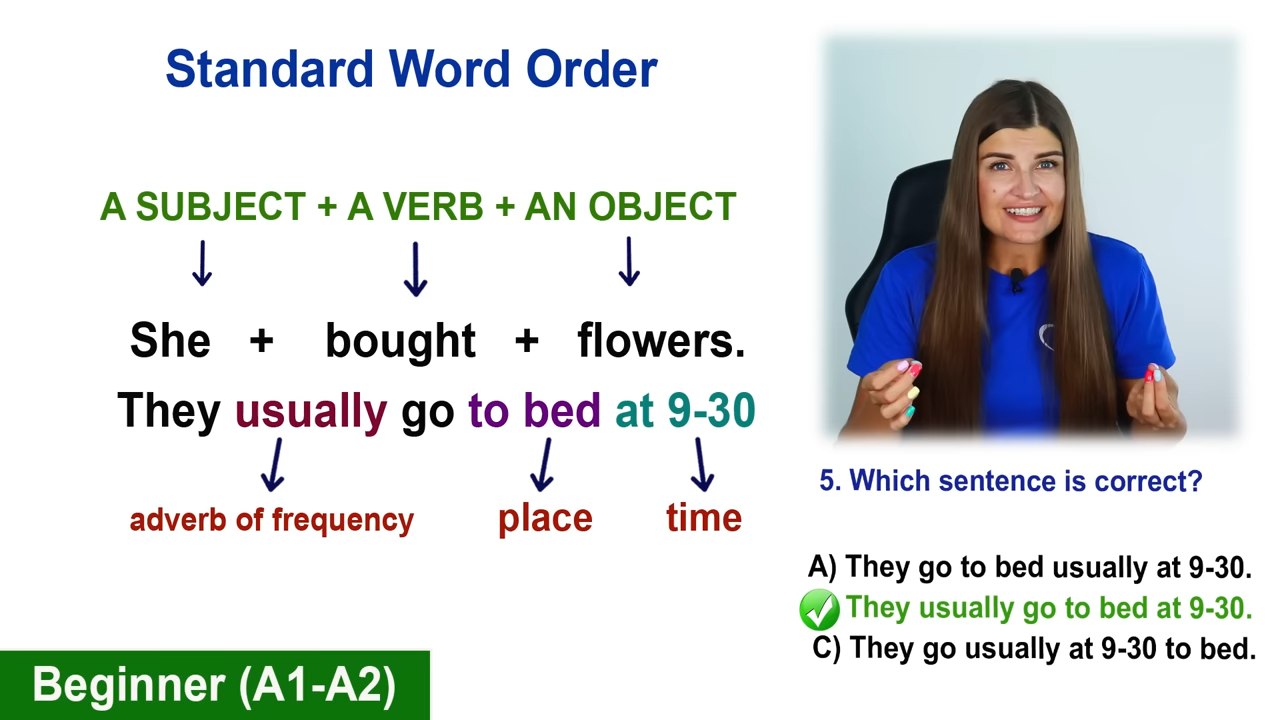 Standard Word Order
A SUBJECT + A VERB + AN OBJECT
She + bought + flowers.
They usually go to bed at 9-30
adverb of frequency place time
5. Which sentence is correct?
A) They go to bed usually at 9-30.
They usually go to bed at 9-30.
C) They go usually at 9-30 to bed.
Beginner (A1-A2)